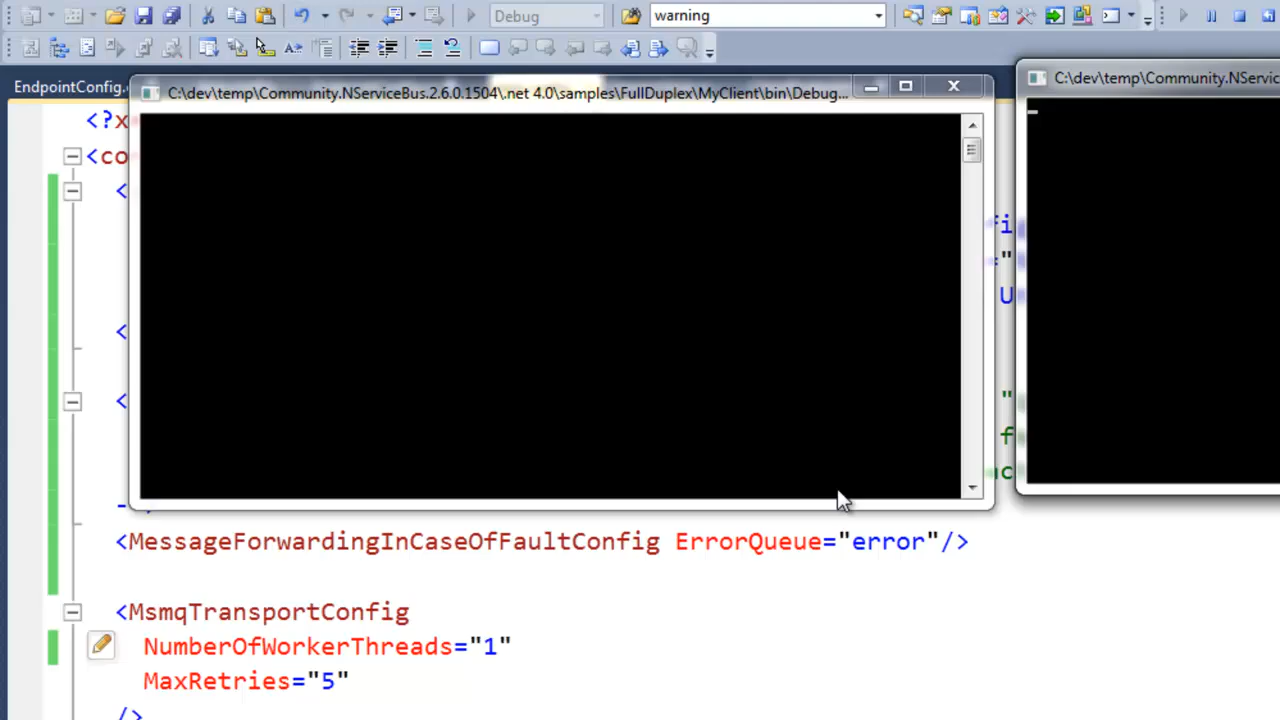 Debug
warning
EndpointConfig.
C:\dev\temp\Community.NServiceBus.2.6.0.1504\.net 4.0\samples\FullDuplex\MyClient\bin\Debug...
C:\dev\temp\Community.NServic
<?x
<co
<
fi
="
U
<
<
"
f
<MessageForwardingInCaseOfFaultConfig ErrorQueue="error"/>
<MsmqTransportConfig
NumberOfWorkerThreads="1"
MaxRetries="5"
/>